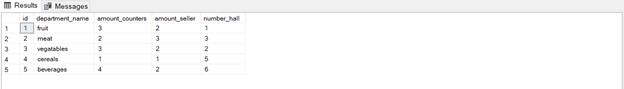 Results Messages
id department_name amount_counters amount_seller number_hall
1 1 fruit 3 2 1
2 2 meat 2 3 3
3 3 vegatables 3 2 2
4 4 cereals 1 1 5
5 5 beverages 4 2 6